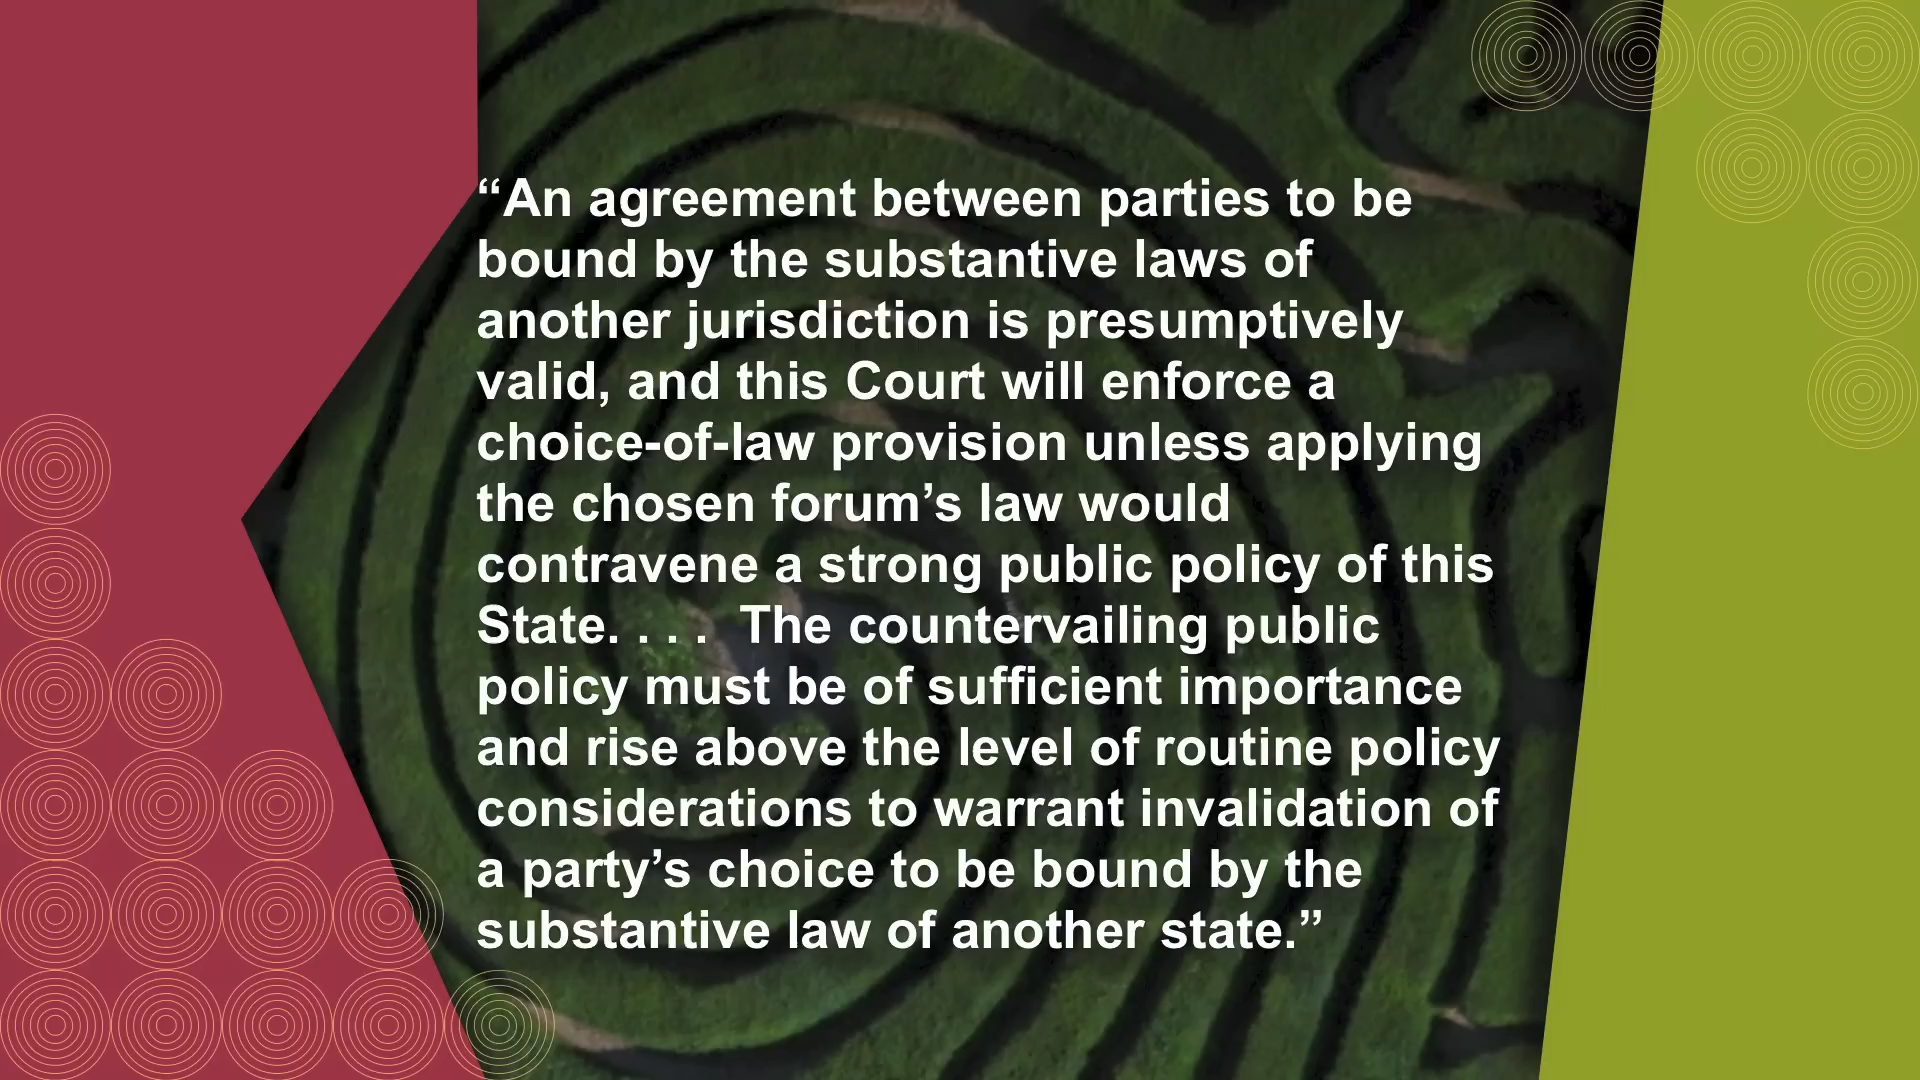 “An agreement between parties to be
bound by the substantive laws of
another jurisdiction is presumptively
valid, and this Court will enforce a
choice-of-law provision unless applying
the chosen forum’s law would
contravene a strong public policy of this
State. . . .  The countervailing public
policy must be of sufficient importance
and rise above the level of routine policy
considerations to warrant invalidation of
a party’s choice to be bound by the
substantive law of another state.”